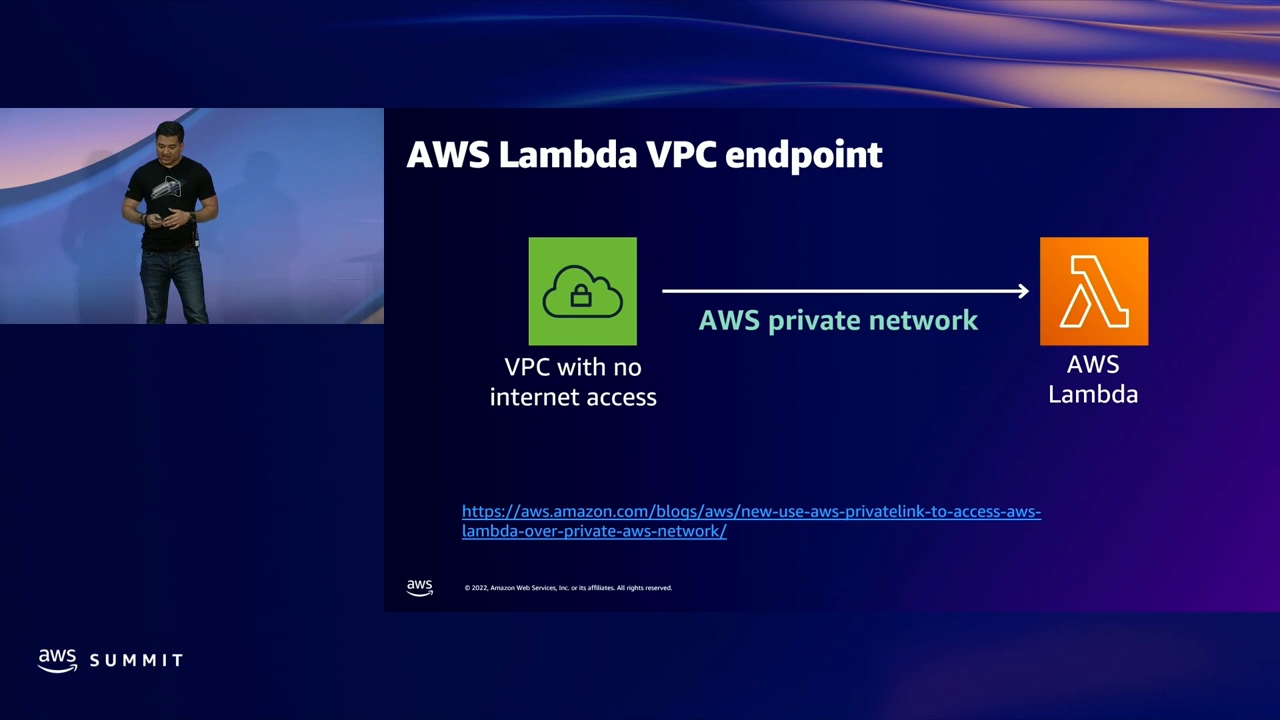 AWS Lambda VPC endpoint
AWS private network
VPC with no
internet access
AWS
Lambda
https://aws.amazon.com/blogs/aws/new-use-aws-privatelink-to-access-aws-
lambda-over-private-aws-network/
aws
© 2022, Amazon Web Services, Inc. or its affiliates. All rights reserved.
aws SUMMIT